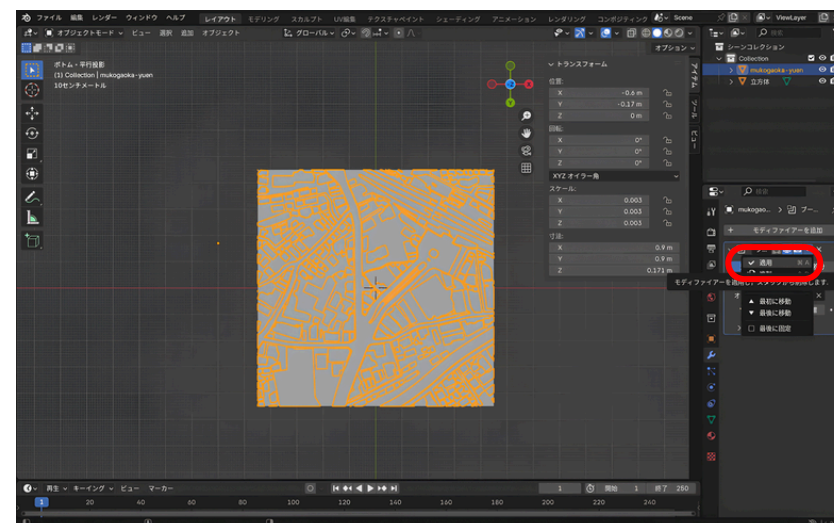 ファイル 編集 レンダー ウィンドウ ヘルプ レイアウト モデリング スカルプト UV編集 テクスチャペイント シェーディング アニメーション レンダリング コンポジティング Scene ViewLayer
オブジェクトモード ビュー 選択 追加 オブジェクト グローバル
オプション
ボトム・平行投影
(1) Collection | mukogaoka-yuen
10センチメートル
トランスフォーム
位置:
X -0.6 m
Y -0.17 m
Z 0 m
回転:
X 0°
Y 0°
Z 0°
XYZ オイラー角
スケール:
X 0.003
Y 0.003
Z 0.003
寸法:
X 0.9 m
Y 0.9 m
Z 0.171 m
アイテム
ツール
ビュー
シーンコレクション
Collection
mukogaoka-yuen
立方体
mukogao... ブー...
+ モディファイアーを追加
適用 ⌘ A
モディファイアーを適用し、スタックから削除します.
最初に移動
最後に移動
最後に固定
再生 キーイング ビュー マーカー 1 開始 1 終了 250
1 20 40 60 80 100 120 140 160 180 200 220 240